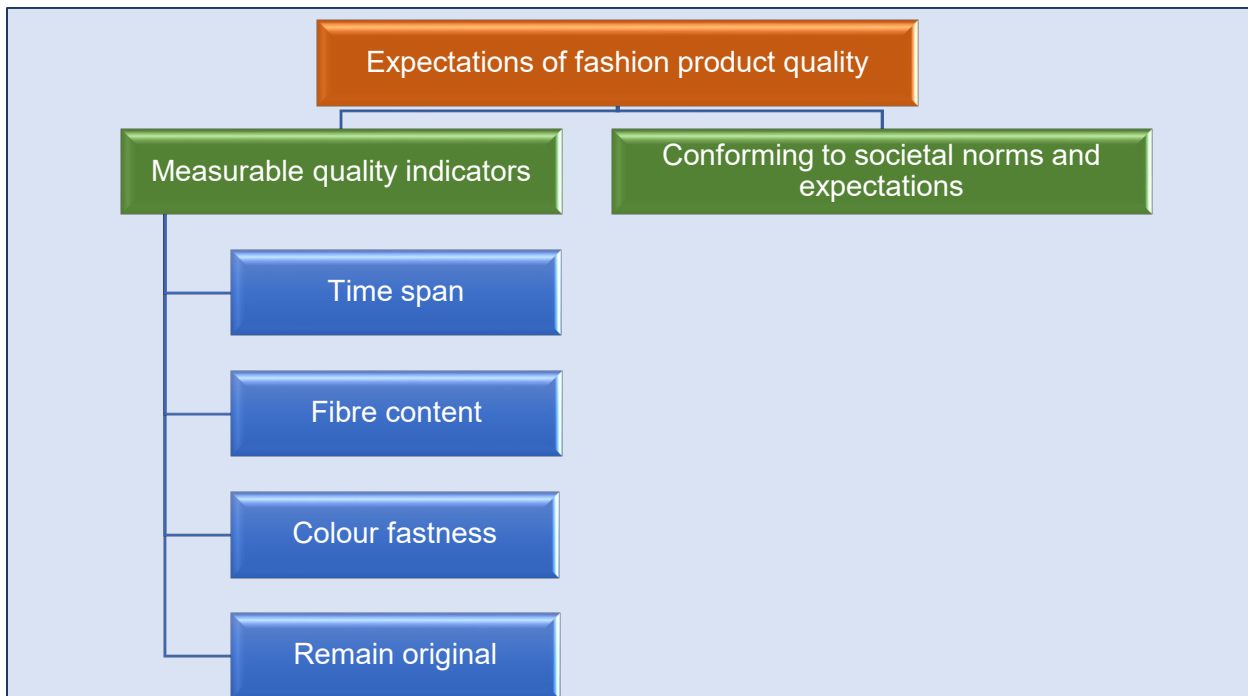 Expectations of fashion product quality
Measurable quality indicators
Conforming to societal norms and
expectations
Time span
Fibre content
Colour fastness
Remain original